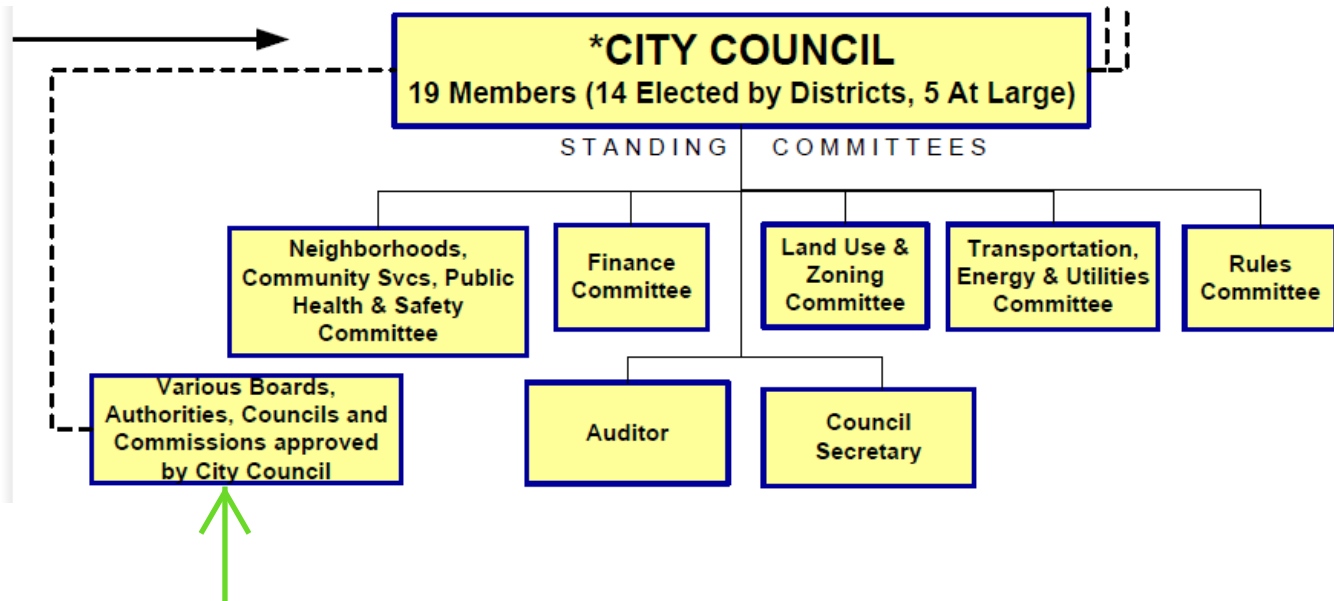 *CITY COUNCIL
19 Members (14 Elected by Districts, 5 At Large)
STANDING COMMITTEES
Neighborhoods,
Community Svcs, Public
Health & Safety
Committee
Finance
Committee
Land Use &
Zoning
Committee
Transportation,
Energy & Utilities
Committee
Rules
Committee
Various Boards,
Authorities, Councils and
Commissions approved
by City Council
Auditor
Council
Secretary